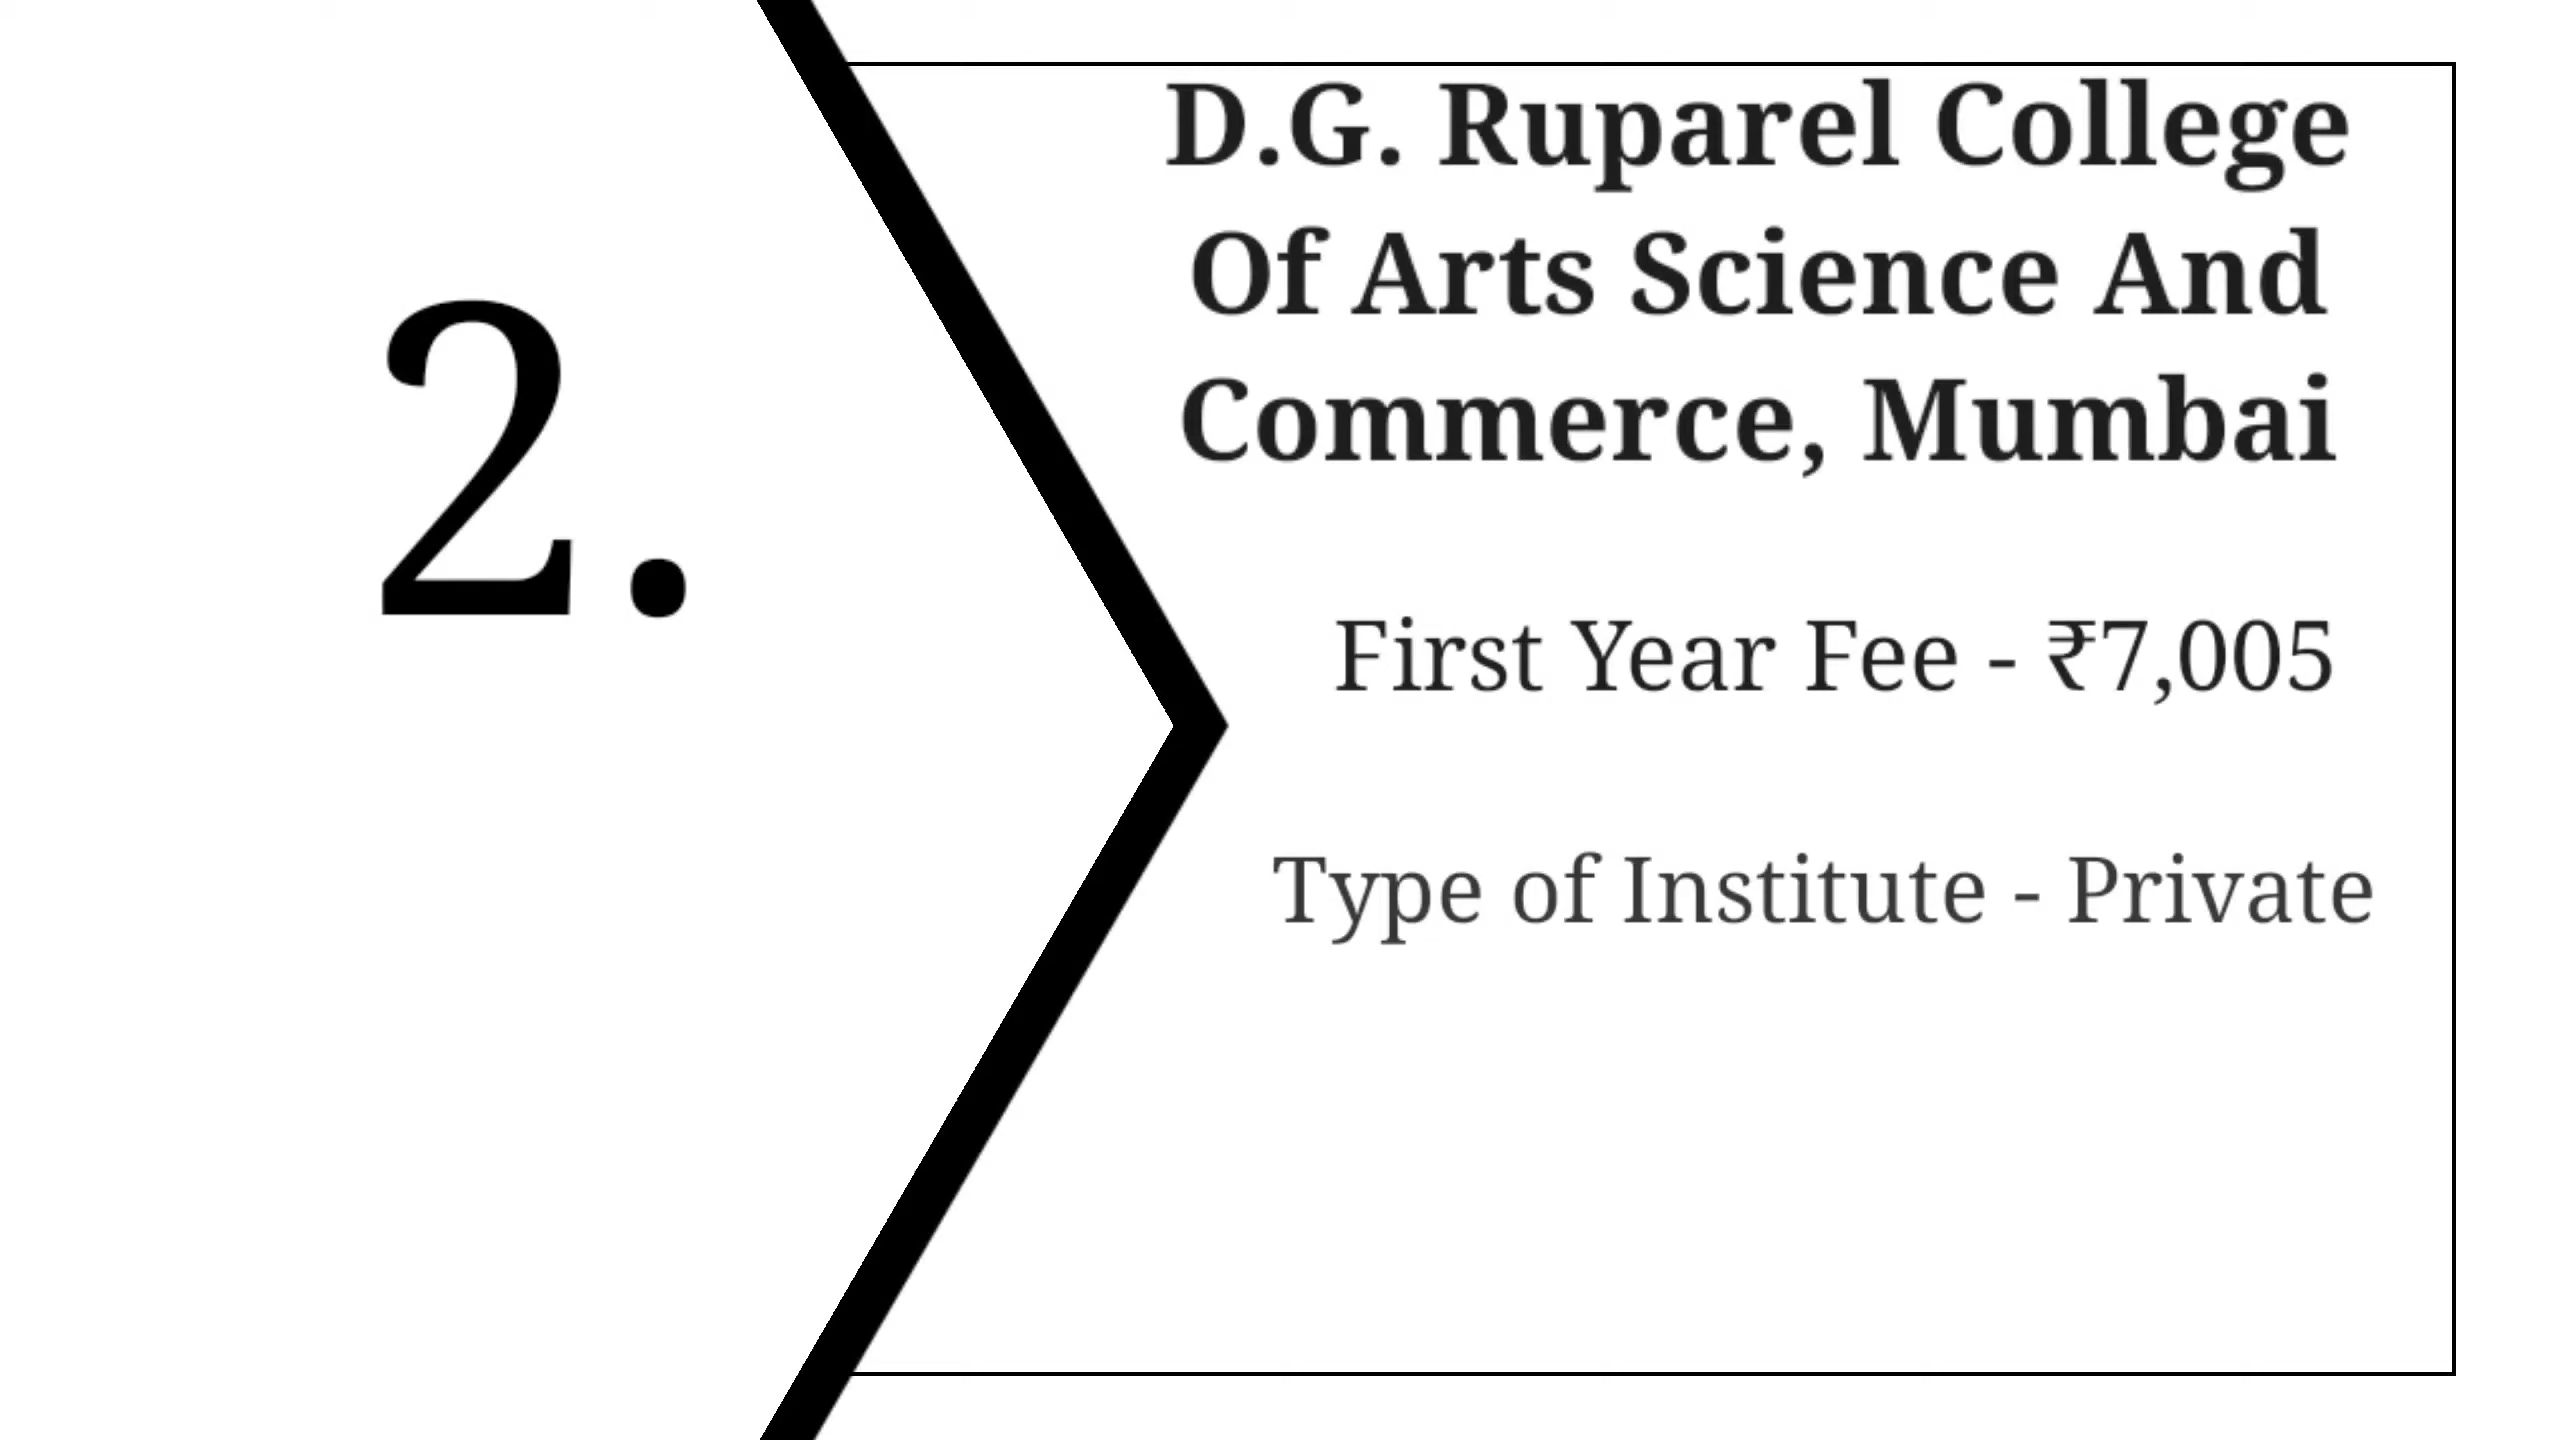 2.
D.G. Ruparel College
Of Arts Science And
Commerce, Mumbai
First Year Fee - ₹7,005
Type of Institute - Private